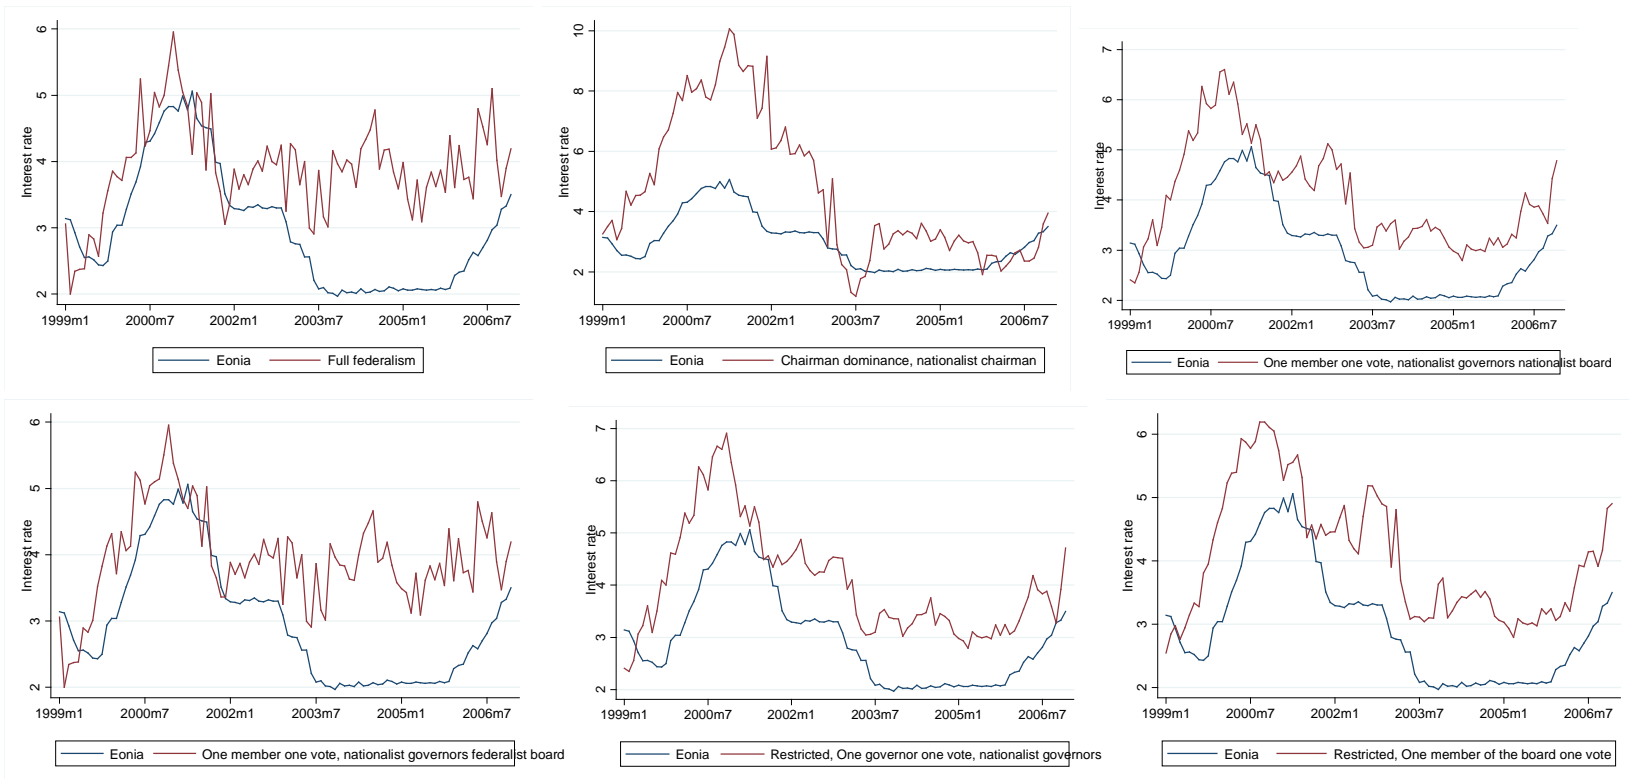 6
5
4
3
2
Interest rate
1999m1 2000m7 2002m1 2003m7 2005m1 2006m7
Eonia Full federalism
10
8
6
4
2
Interest rate
1999m1 2000m7 2002m1 2003m7 2005m1 2006m7
Eonia Chairman dominance, nationalist chairman
7
6
5
4
3
2
Interest rate
1999m1 2000m7 2002m1 2003m7 2005m1 2006m7
Eonia One member one vote, nationalist governors nationalist board
6
5
4
3
2
Interest rate
1999m1 2000m7 2002m1 2003m7 2005m1 2006m7
Eonia One member one vote, nationalist governors federalist board
7
6
5
4
3
2
Interest rate
1999m1 2000m7 2002m1 2003m7 2005m1 2006m7
Eonia Restricted, One governor one vote, nationalist governors
6
5
4
3
2
Interest rate
1999m1 2000m7 2002m1 2003m7 2005m1 2006m7
Eonia Restricted, One member of the board one vote